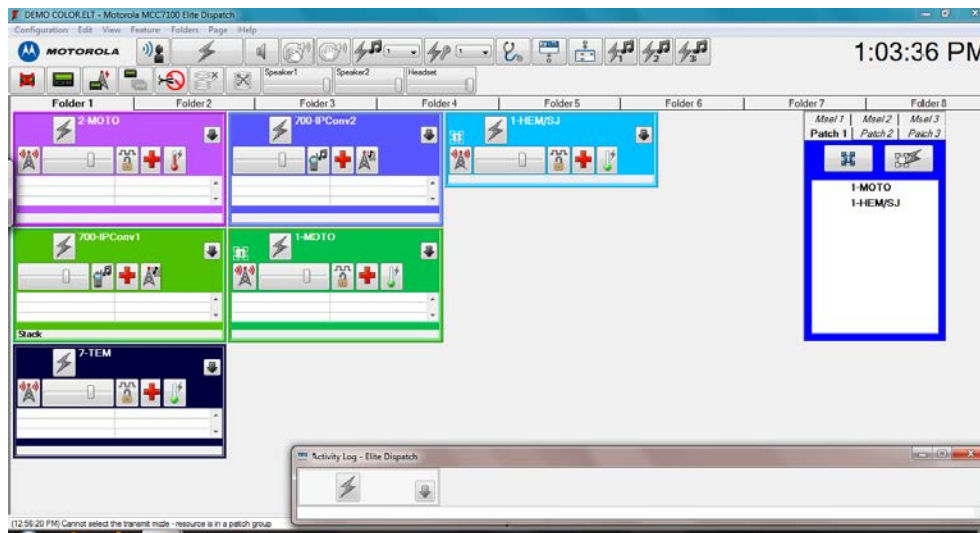 DEMO COLOR.ELT - Motorola MCC7100 Elite Dispatch
Configuration Edit View Feature Folders Page Help
MOTOROLA 1 1 1:03:36 PM
Speaker1 Speaker2 Headset
Folder 1 Folder 2 Folder 3 Folder 4 Folder 5 Folder 6 Folder 7 Folder 8
2-MOTO 700-IPConv2 1-HEM/SJ Msel 1 Msel 2 Msel 3
Patch 1 Patch 2 Patch 3
1-MOTO
1-HEM/SJ
700-IPConv1 1-MOTO
Stack
7-TEM
Activity Log - Elite Dispatch
(12:56:20 PM) Cannot select the transmit mode - resource is in a patch group